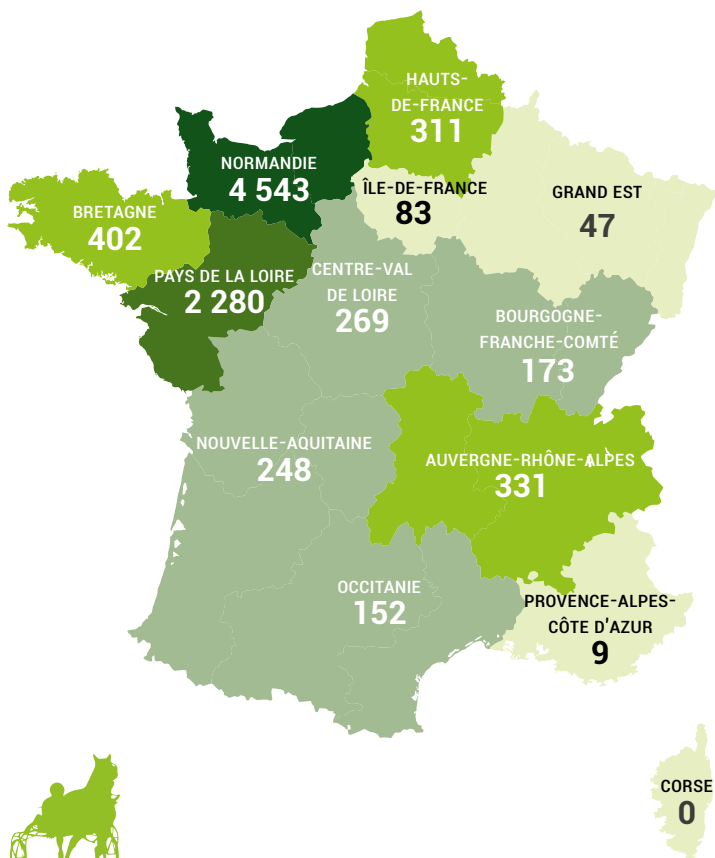 HAUTS-
DE-FRANCE
311
NORMANDIE
4 543
ÎLE-DE-FRANCE
83
GRAND EST
47
BRETAGNE
402
PAYS DE LA LOIRE
2 280
CENTRE-VAL
DE LOIRE
269
BOURGOGNE-
FRANCHE-COMTÉ
173
NOUVELLE-AQUITAINE
248
AUVERGNE-RHÔNE-ALPES
331
OCCITANIE
152
PROVENCE-ALPES-
CÔTE D'AZUR
9
CORSE
0